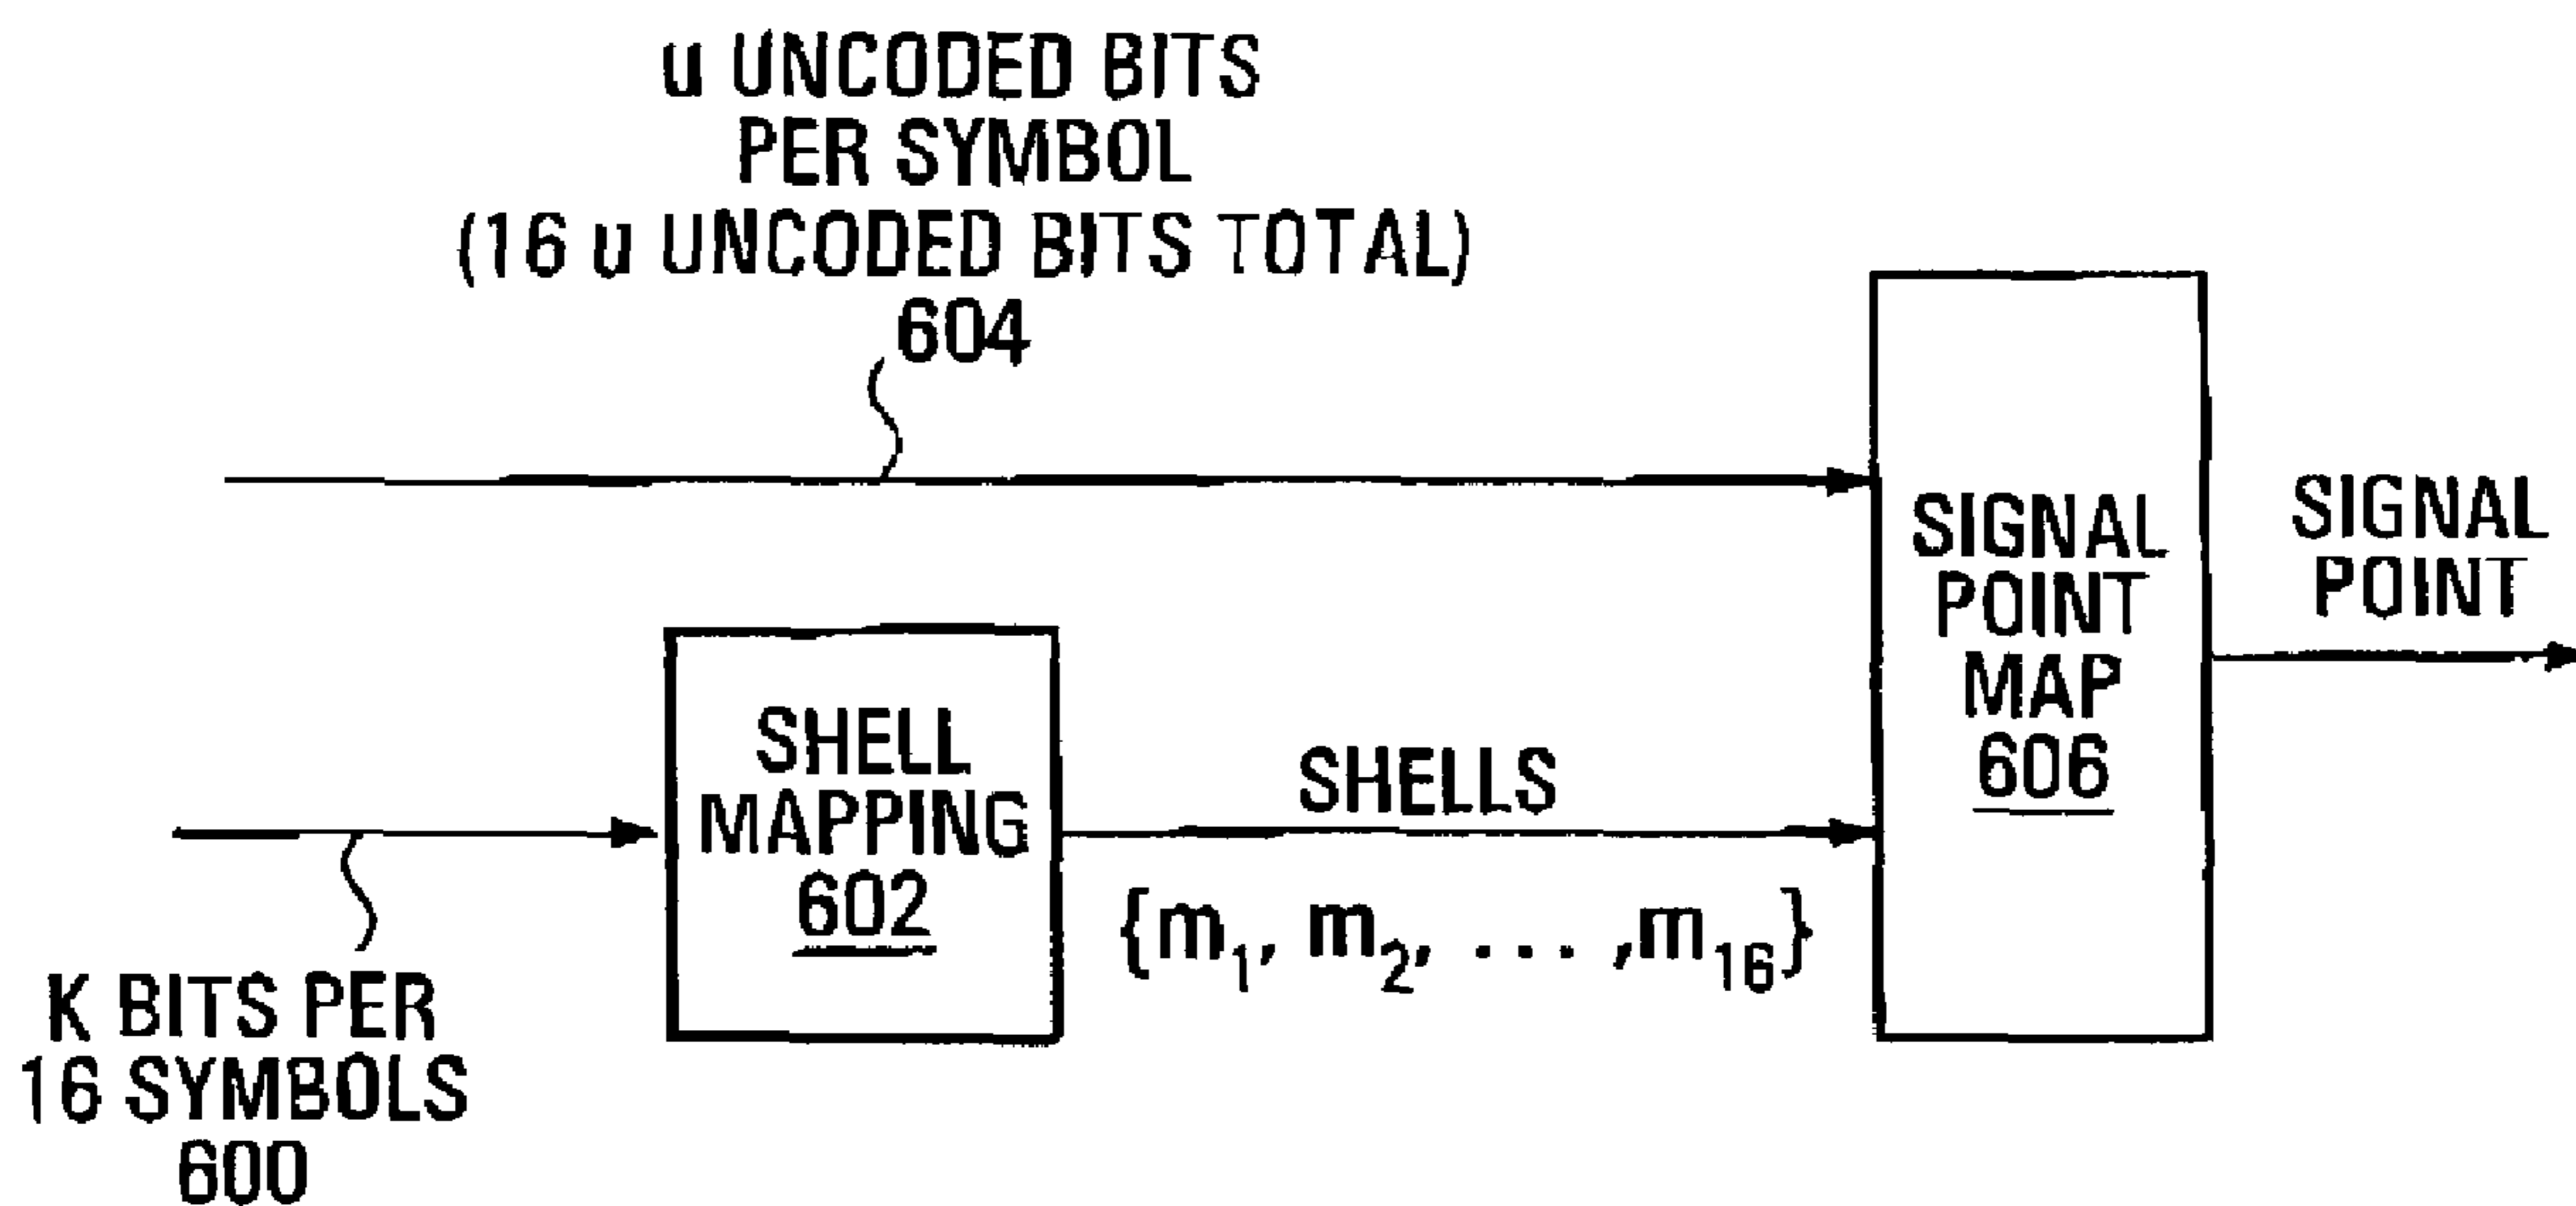 u UNCODED BITS
PER SYMBOL
(16 u UNCODED BITS TOTAL)
604
SIGNAL
POINT
MAP
606
SIGNAL
POINT
SHELL
MAPPING
602
SHELLS
{m₁, m₂, . . . ,m₁₆}
K BITS PER
16 SYMBOLS
600